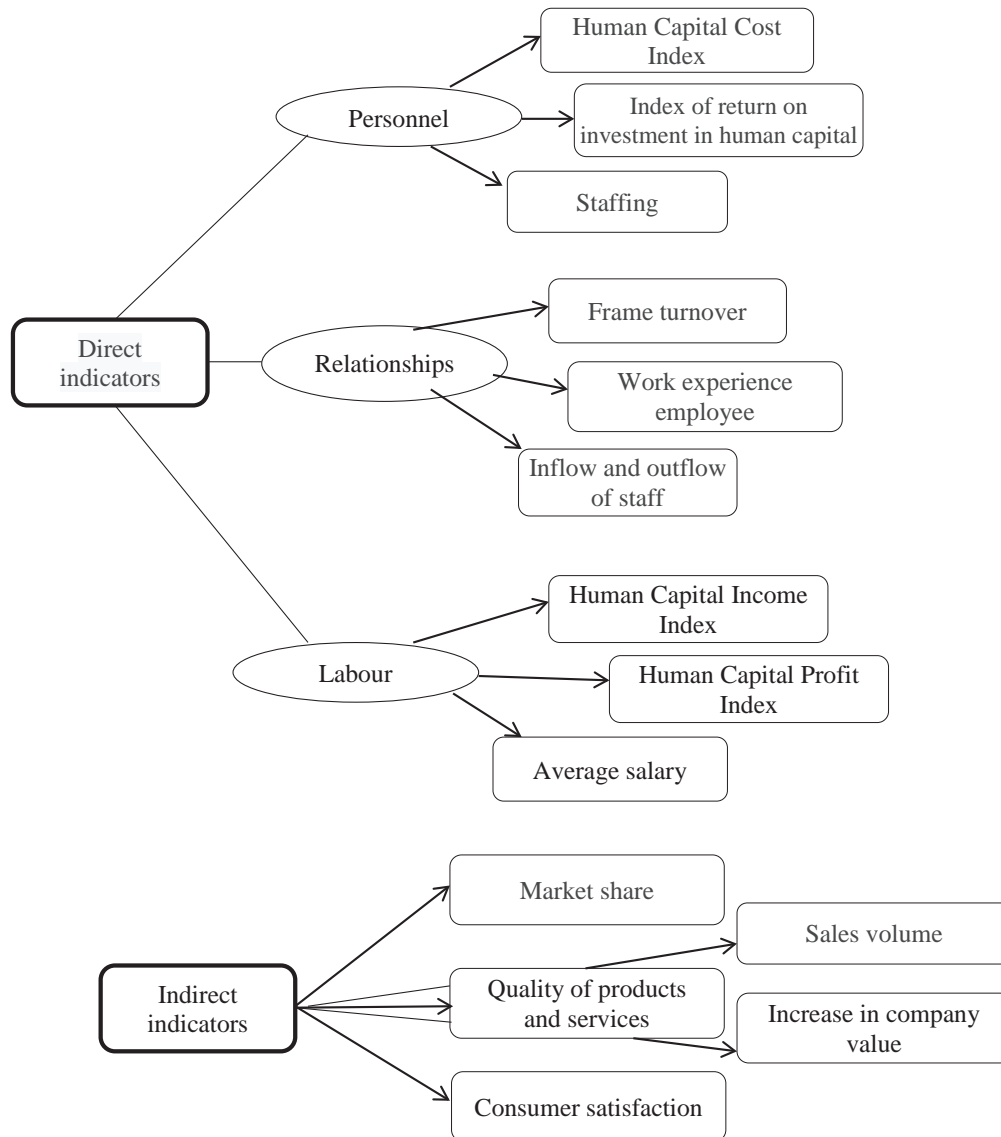 Human Capital Cost
Index
Personnel
Index of return on
investment in human capital
Staffing
Direct
indicators
Relationships
Frame turnover
Work experience
employee
Inflow and outflow
of staff
Labour
Human Capital Income
Index
Human Capital Profit
Index
Average salary
Indirect
indicators
Market share
Quality of products
and services
Sales volume
Increase in company
value
Consumer satisfaction